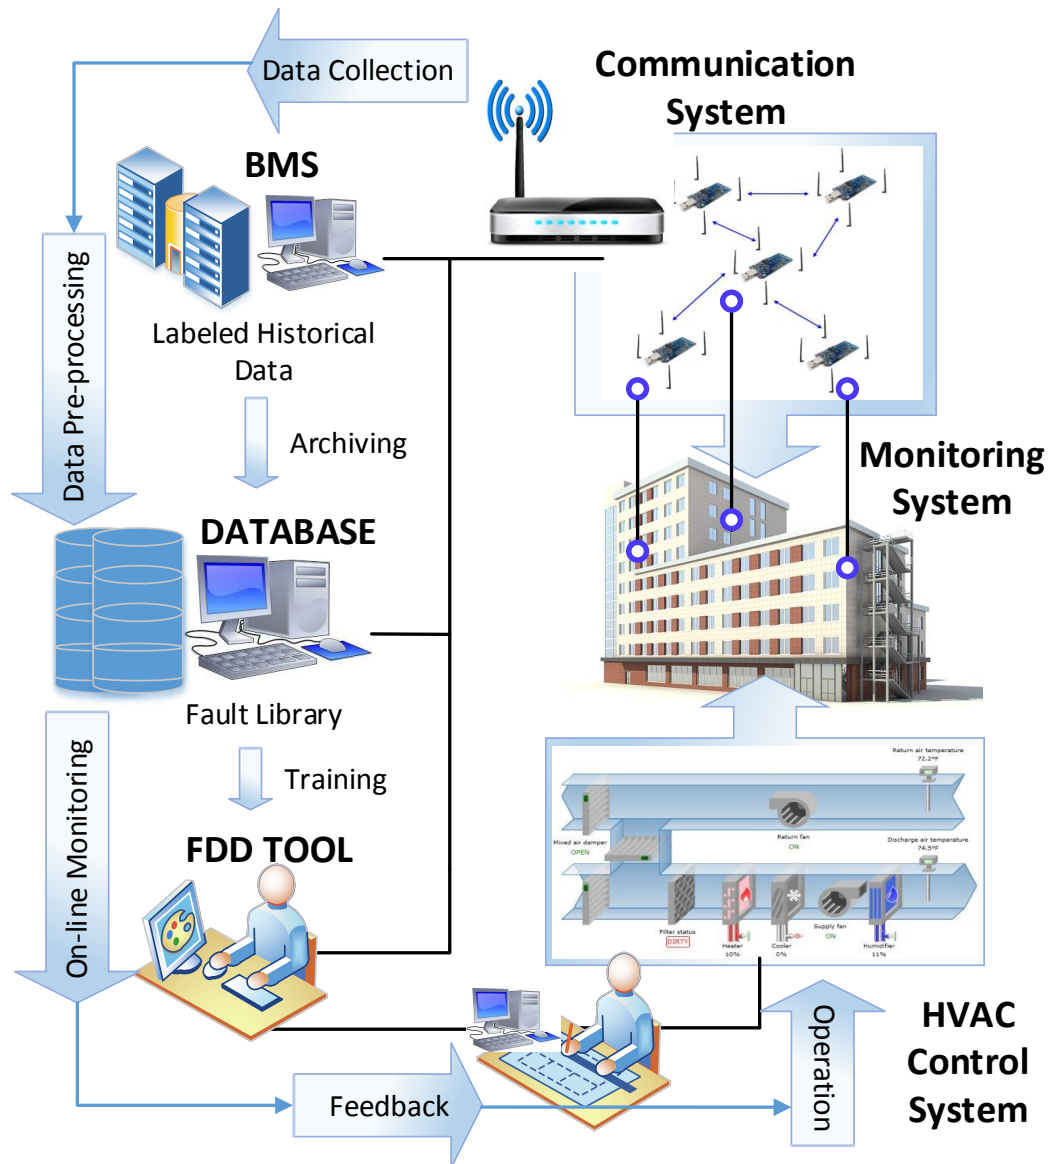 Data Collection
Communication
System
BMS
Data Pre-processing
Labeled Historical
Data
Archiving
Monitoring
System
DATABASE
Fault Library
Training
On-line Monitoring
FDD TOOL
Return air temperature
72.2°F
Mixed air damper
OPEN
Return fan
ON
Discharge air temperature
74.5°F
Filter status
DIRTY
Heater
10%
Cooler
0%
Supply fan
ON
Humidifier
11%
Operation
HVAC
Control
System
Feedback